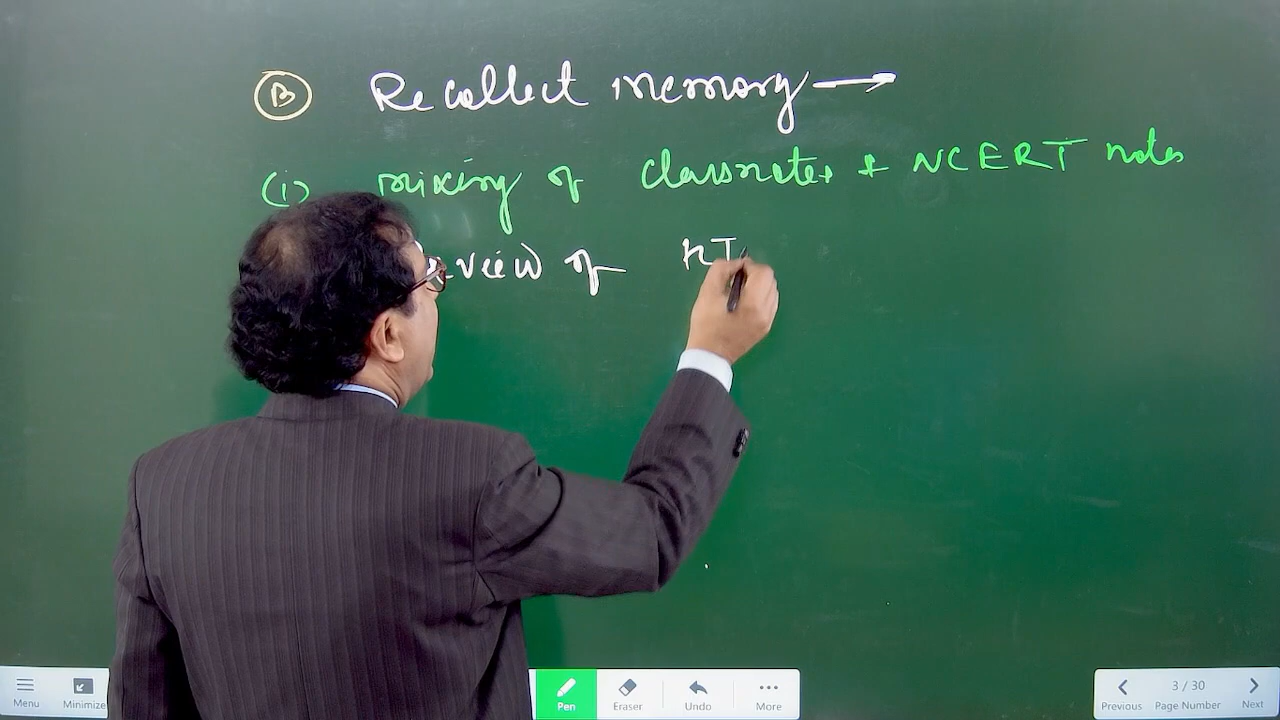 B Recollect memory →
(i) mixing of classnotes + NCERT notes
view of
Menu Minimize Pen Eraser Undo More Previous 3 / 30 Page Number Next